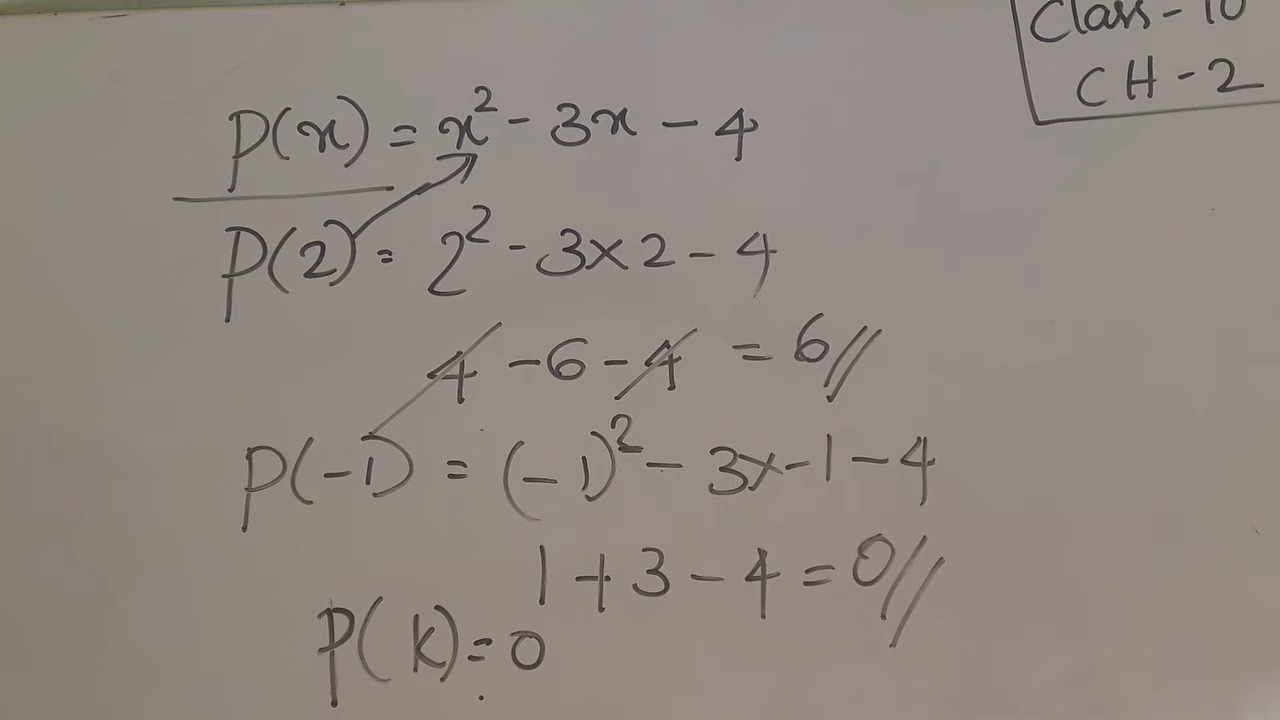 Class - 10
CH - 2
P(x) = x² - 3x - 4
P(2) = 2² - 3×2 - 4
4 - 6 - 4 = 6//
P(-1) = (-1)² - 3×-1 - 4
1 + 3 - 4 = 0//
P(k) = 0